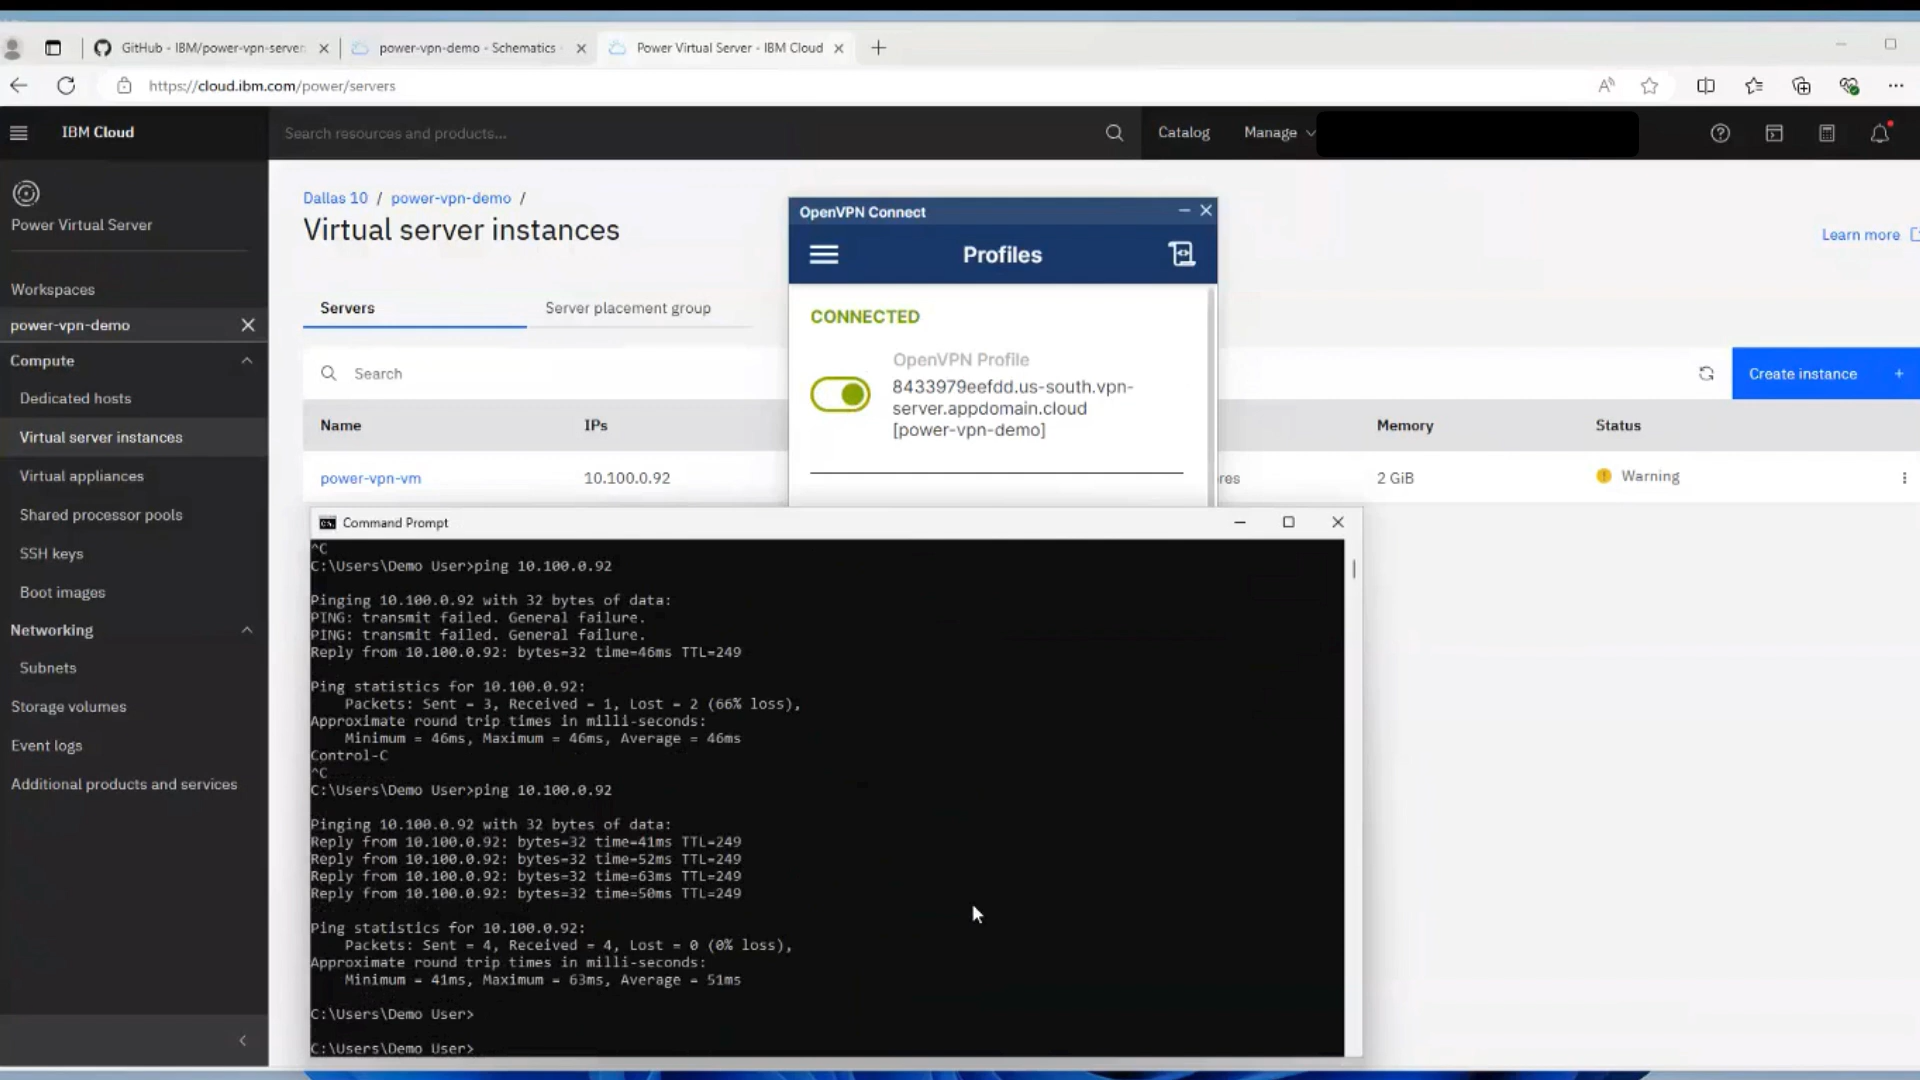 GitHub - IBM/power-vpn-server
power-vpn-demo - Schematics
Power Virtual Server - IBM Cloud
https://cloud.ibm.com/power/servers
IBM Cloud
Search resources and products...
Catalog
Manage
Power Virtual Server
Workspaces
power-vpn-demo
Compute
Dedicated hosts
Virtual server instances
Virtual appliances
Shared processor pools
SSH keys
Boot images
Networking
Subnets
Storage volumes
Event logs
Additional products and services
Dallas 10 / power-vpn-demo /
Virtual server instances
Learn more
Servers
Server placement group
Search
Create instance +
Name
IPs
Memory
Status
power-vpn-vm
10.100.0.92
res
2 GiB
Warning
OpenVPN Connect
Profiles
CONNECTED
OpenVPN Profile
8433979eefdd.us-south.vpn-
server.appdomain.cloud
[power-vpn-demo]
Command Prompt
^C
C:\Users\Demo User>ping 10.100.0.92
Pinging 10.100.0.92 with 32 bytes of data:
PING: transmit failed. General failure.
PING: transmit failed. General failure.
Reply from 10.100.0.92: bytes=32 time=46ms TTL=249
Ping statistics for 10.100.0.92:
Packets: Sent = 3, Received = 1, Lost = 2 (66% loss),
Approximate round trip times in milli-seconds:
Minimum = 46ms, Maximum = 46ms, Average = 46ms
Control-C
^C
C:\Users\Demo User>ping 10.100.0.92
Pinging 10.100.0.92 with 32 bytes of data:
Reply from 10.100.0.92: bytes=32 time=41ms TTL=249
Reply from 10.100.0.92: bytes=32 time=52ms TTL=249
Reply from 10.100.0.92: bytes=32 time=63ms TTL=249
Reply from 10.100.0.92: bytes=32 time=50ms TTL=249
Ping statistics for 10.100.0.92:
Packets: Sent = 4, Received = 4, Lost = 0 (0% loss),
Approximate round trip times in milli-seconds:
Minimum = 41ms, Maximum = 63ms, Average = 51ms
C:\Users\Demo User>
C:\Users\Demo User>